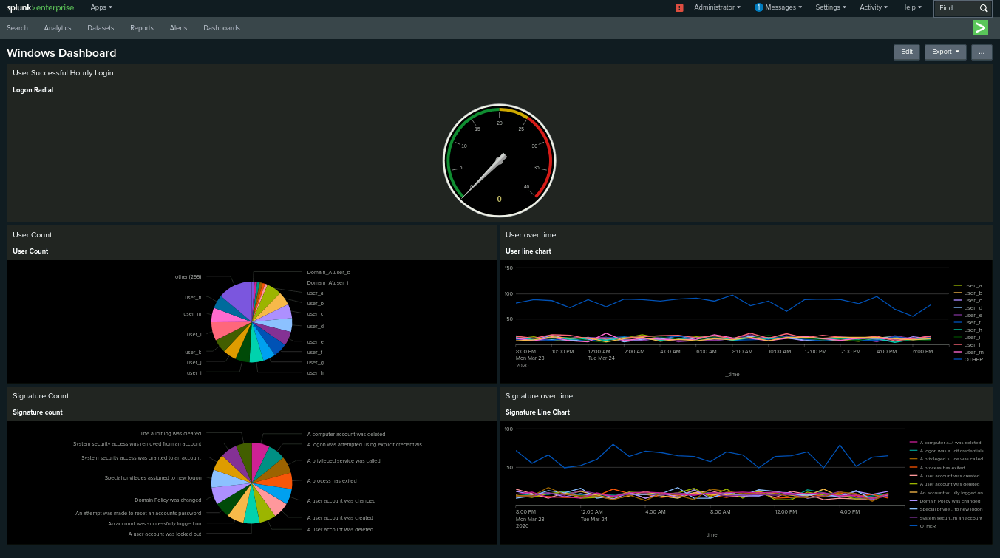 splunk>enterprise Apps Administrator 1 Messages Settings Activity Help Find
Search Analytics Datasets Reports Alerts Dashboards
Windows Dashboard Edit Export ...
User Successful Hourly Login
Logon Radial
0 5 10 15 20 25 30 35 40
0
User Count
User Count
other (299)
user_n
user_m
user_l
user_k
user_j
user_i
Domain_A\user_b
Domain_A\user_i
user_a
user_b
user_c
user_d
user_e
user_f
user_g
user_h
User over time
User line chart
150
100
50
8:00 PM 10:00 PM 12:00 AM 2:00 AM 4:00 AM 6:00 AM 8:00 AM 10:00 AM 12:00 PM 2:00 PM 4:00 PM 6:00 PM
Mon Mar 23 Tue Mar 24
2020
_time
user_a
user_b
user_c
user_d
user_e
user_f
user_h
user_i
user_l
user_m
OTHER
Signature Count
Signature count
The audit log was cleared
System security access was removed from an account
System security access was granted to an account
Special privileges assigned to new logon
Domain Policy was changed
An attempt was made to reset an accounts password
An account was successfully logged on
A user account was locked out
A computer account was deleted
A logon was attempted using explicit credentials
A privileged service was called
A process has exited
A user account was changed
A user account was created
A user account was deleted
Signature over time
Signature Line Chart
100
50
8:00 PM 12:00 AM 4:00 AM 8:00 AM 12:00 PM 4:00 PM
Mon Mar 23 Tue Mar 24
2020
_time
A computer a...t was deleted
A logon was a...cit credentials
A privileged s...ice was called
A process has exited
A user account was created
A user account was deleted
An account w...ully logged on
Domain Policy was changed
Special privile... to new logon
System securi...m an account
OTHER